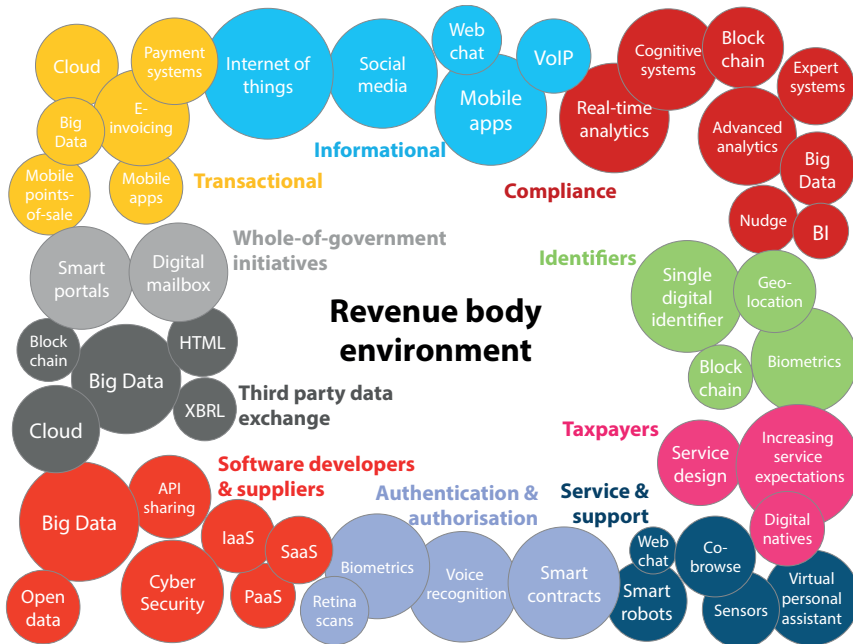 Cloud
Payment
systems
E-
invoicing
Big
Data
Mobile
points-
of-sale
Mobile
apps
Transactional
Internet of
things
Social
media
Web
chat
Mobile
apps
VoIP
Informational
Real-time
analytics
Cognitive
systems
Block
chain
Expert
systems
Advanced
analytics
Big
Data
Nudge
BI
Compliance
Whole-of-government
initiatives
Smart
portals
Digital
mailbox
Identifiers
Single
digital
identifier
Geo-
location
Block
chain
Biometrics
Revenue body
environment
Block
chain
Big Data
HTML
XBRL
Cloud
Third party data
exchange
Taxpayers
Service
design
Increasing
service
expectations
Digital
natives
Software developers
& suppliers
Big Data
API
sharing
IaaS
SaaS
PaaS
Cyber
Security
Open
data
Authentication &
authorisation
Biometrics
Retina
scans
Voice
recognition
Smart
contracts
Service &
support
Web
chat
Co-
browse
Smart
robots
Sensors
Virtual
personal
assistant